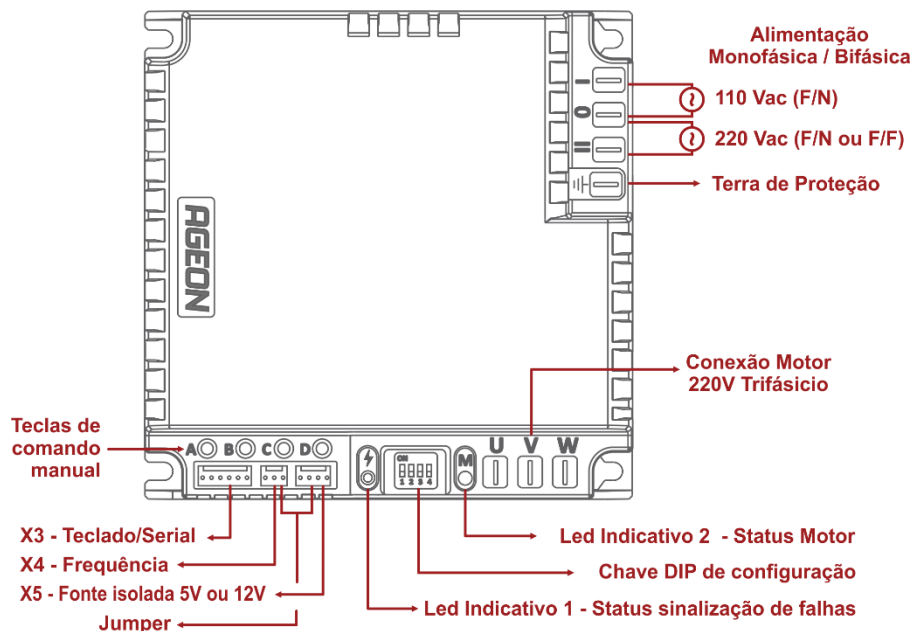 Alimentação
Monofásica / Bifásica
I
110 Vac (F/N)
O
220 Vac (F/N ou F/F)
II
Terra de Proteção
AGEON
Conexão Motor
220V Trifásicio
Teclas de
comando
manual
A B C D
ON
1 2 3 4
M
U V W
X3 - Teclado/Serial
X4 - Frequência
X5 - Fonte isolada 5V ou 12V
Jumper
Led Indicativo 2 - Status Motor
Chave DIP de configuração
Led Indicativo 1 - Status sinalização de falhas